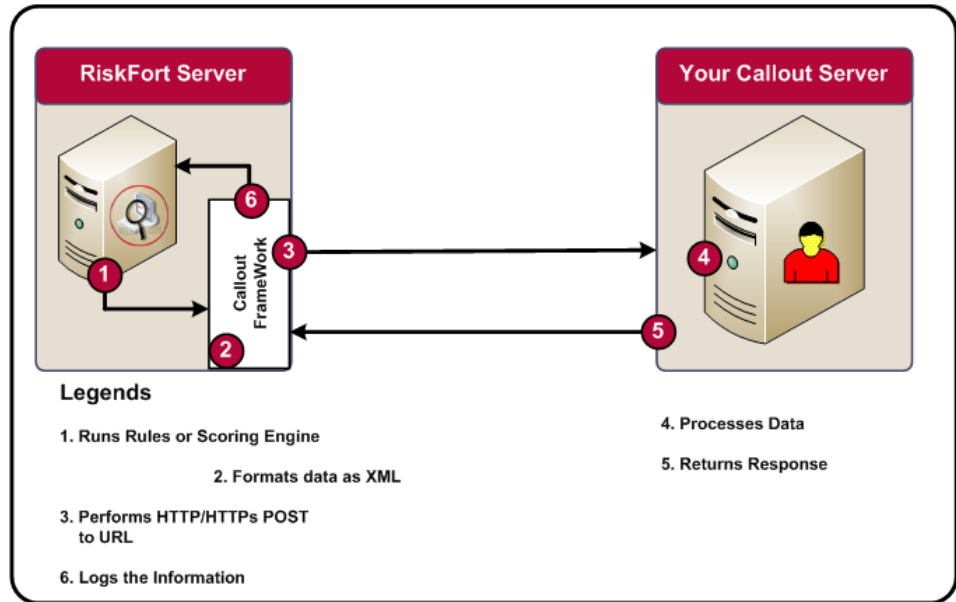 RiskFort Server
Your Callout Server
6
3
4
1
Callout
FrameWork
5
2
Legends
1. Runs Rules or Scoring Engine
2. Formats data as XML
3. Performs HTTP/HTTPs POST
to URL
6. Logs the Information
4. Processes Data
5. Returns Response